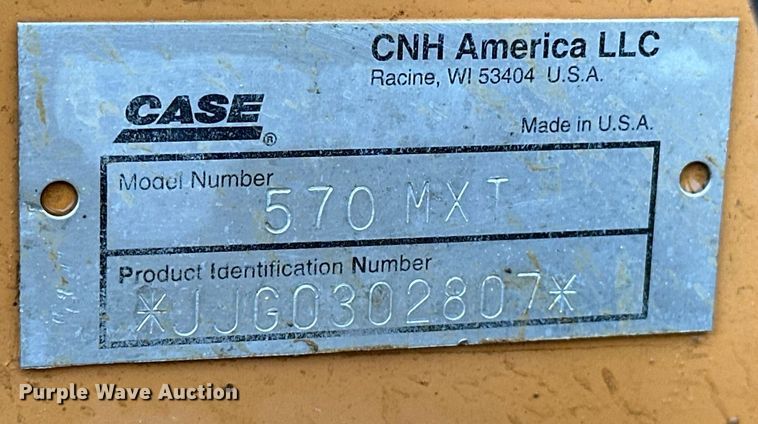 CNH America LLC
Racine, WI 53404 U.S.A.
CASE®
Made in U.S.A.
Model Number
570 MXT
Product Identification Number
*JJG0302807*
Purple Wave Auction